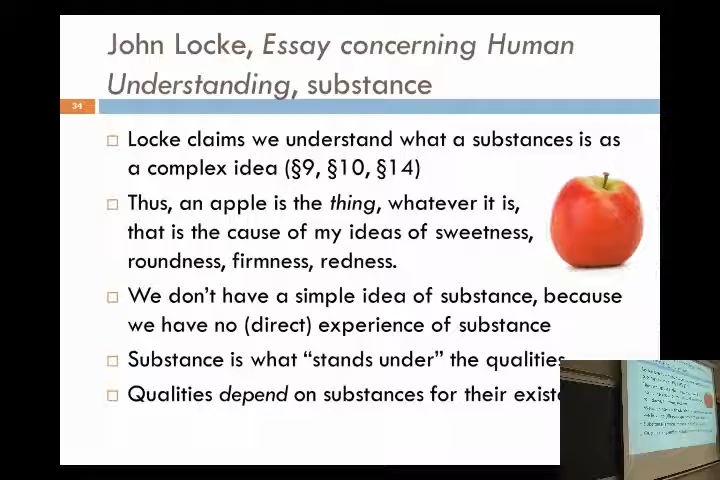 John Locke, Essay concerning Human
Understanding, substance
34
Locke claims we understand what a substances is as
a complex idea (§9, §10, §14)
Thus, an apple is the thing, whatever it is,
that is the cause of my ideas of sweetness,
roundness, firmness, redness.
We don't have a simple idea of substance, because
we have no (direct) experience of substance
Substance is what "stands under" the qualities
Qualities depend on substances for their